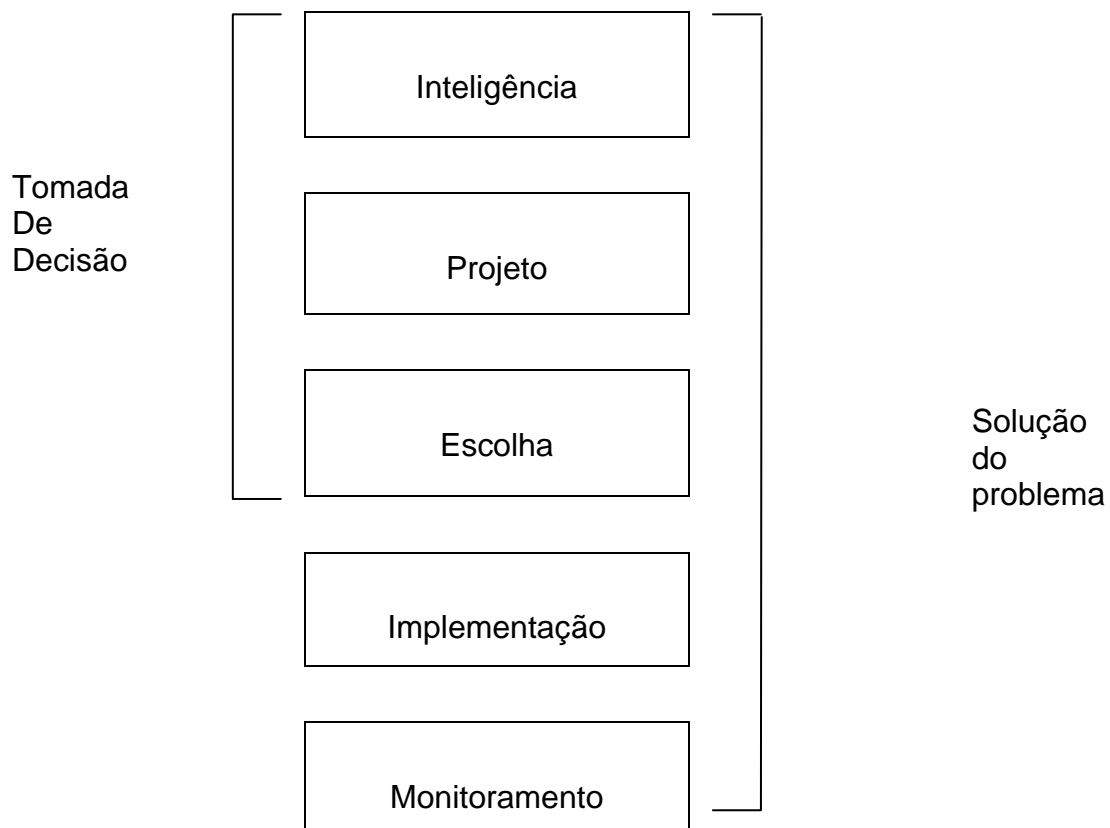 Inteligência
Tomada
De
Decisão
Projeto
Escolha
Solução
do
problema
Implementação
Monitoramento